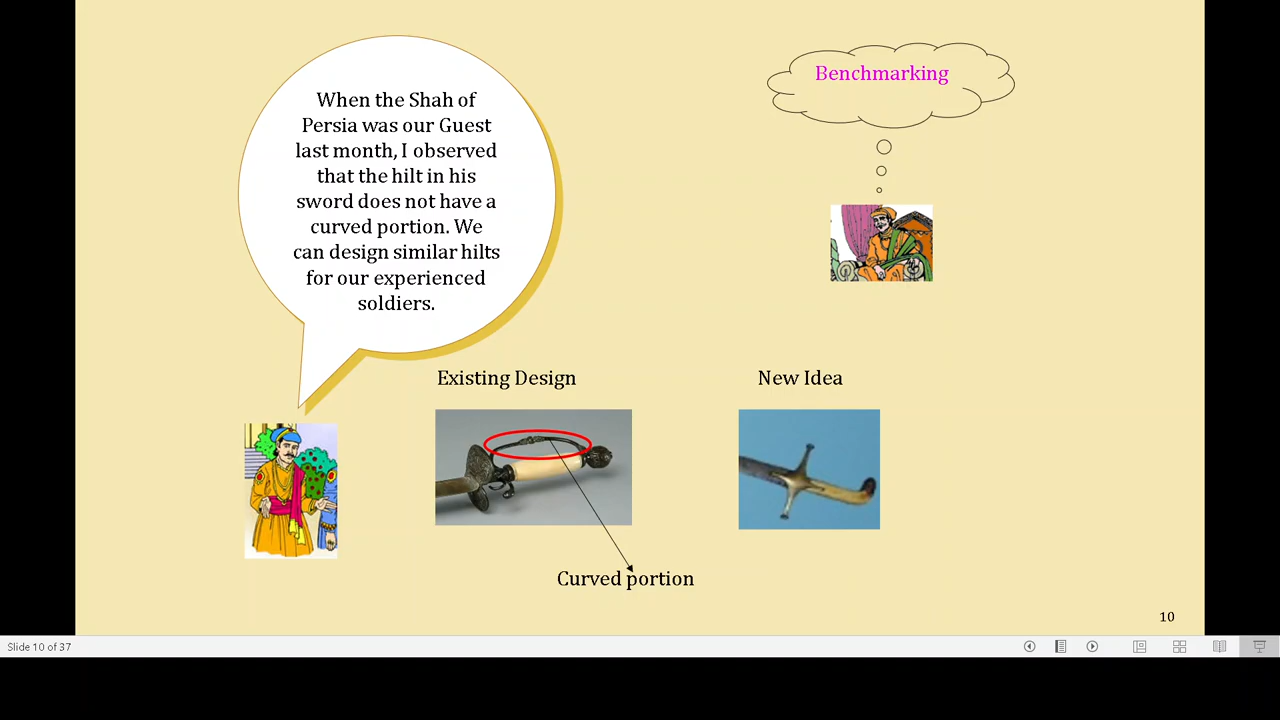 When the Shah of
Persia was our Guest
last month, I observed
that the hilt in his
sword does not have a
curved portion. We
can design similar hilts
for our experienced
soldiers.
Benchmarking
Existing Design
New Idea
Curved portion
10
Slide 10 of 37